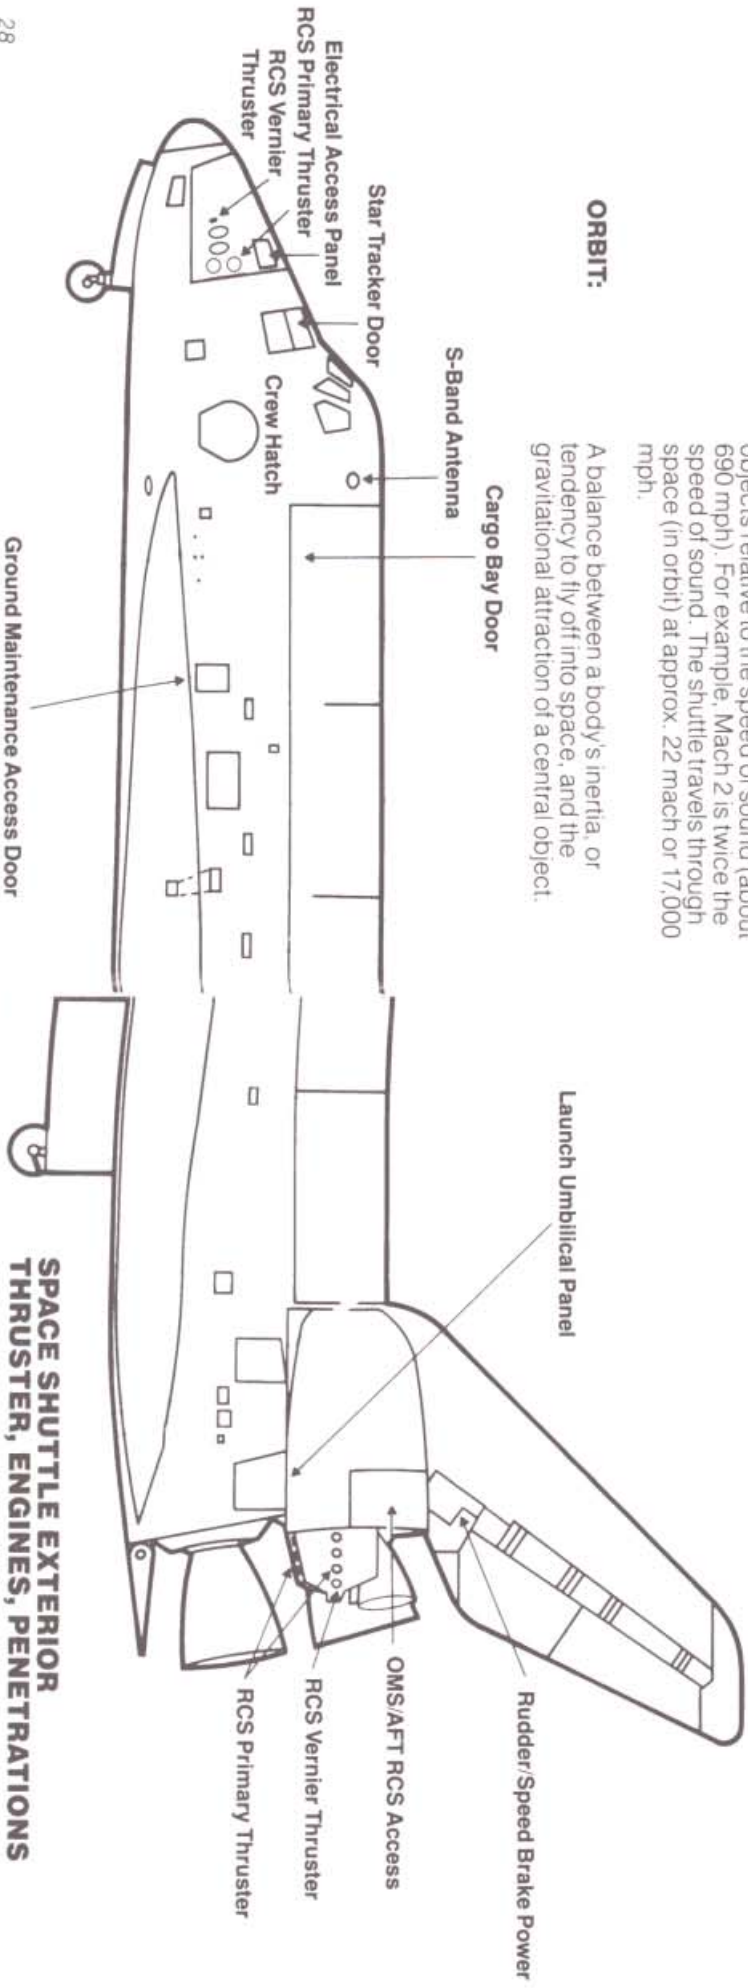 objects relative to the speed of sound (about
690 mph). For example, Mach 2 is twice the
speed of sound. The shuttle travels through
space (in orbit) at approx. 22 mach or 17,000
mph.
ORBIT:
A balance between a body's inertia, or
tendency to fly off into space, and the
gravitational attraction of a central object.
S-Band Antenna
Cargo Bay Door
Star Tracker Door
Electrical Access Panel
RCS Primary Thruster
RCS Vernier
Thruster
Crew Hatch
Ground Maintenance Access Door
Launch Umbilical Panel
Rudder/Speed Brake Power
OMS/AFT RCS Access
RCS Vernier Thruster
RCS Primary Thruster
SPACE SHUTTLE EXTERIOR
THRUSTER, ENGINES, PENETRATIONS
28